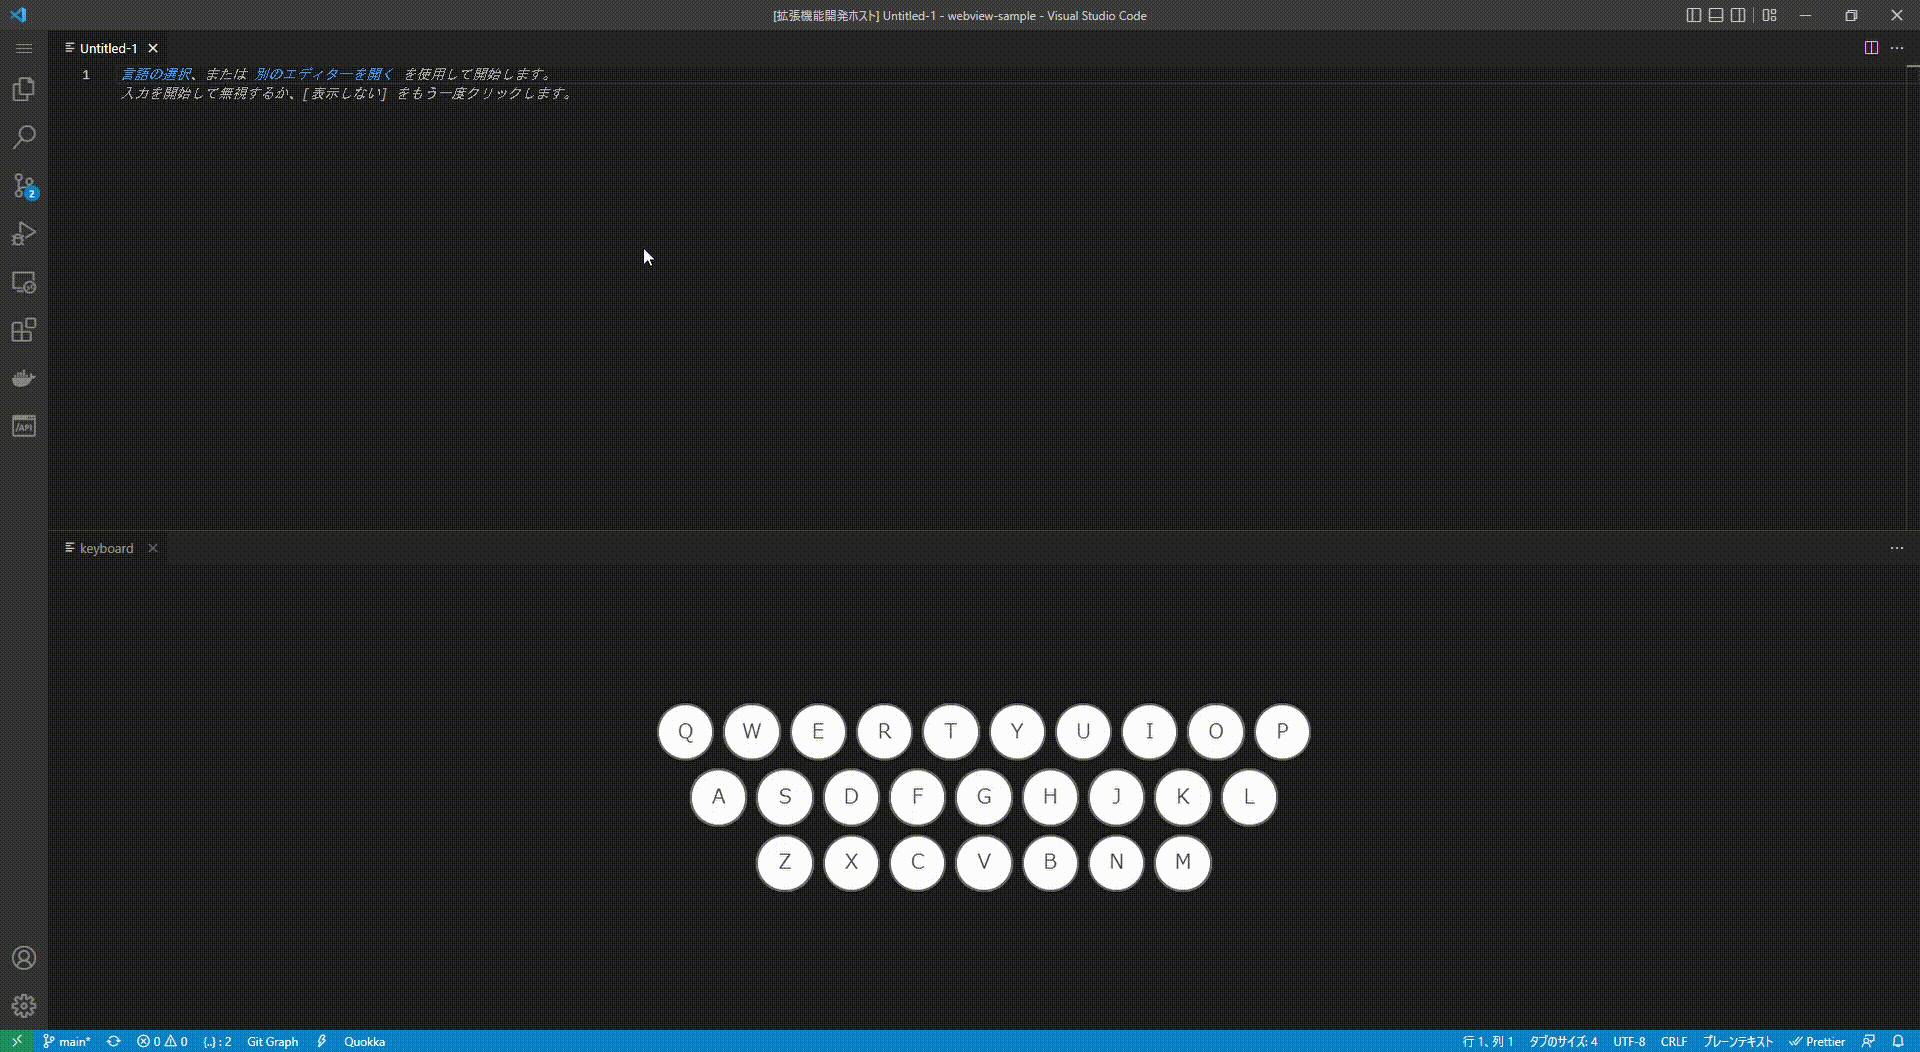 [拡張機能開発ホスト] Untitled-1 - webview-sample - Visual Studio Code
Untitled-1
1 言語の選択、または 別のエディターを開く を使用して開始します。
入力を開始して無視するか、[表示しない] をもう一度クリックします。
2
/API
keyboard
Q W E R T Y U I O P
A S D F G H J K L
Z X C V B N M
main* 0 0 {..} : 2 Git Graph Quokka 行 1、列 1 タブのサイズ: 4 UTF-8 CRLF プレーンテキスト Prettier